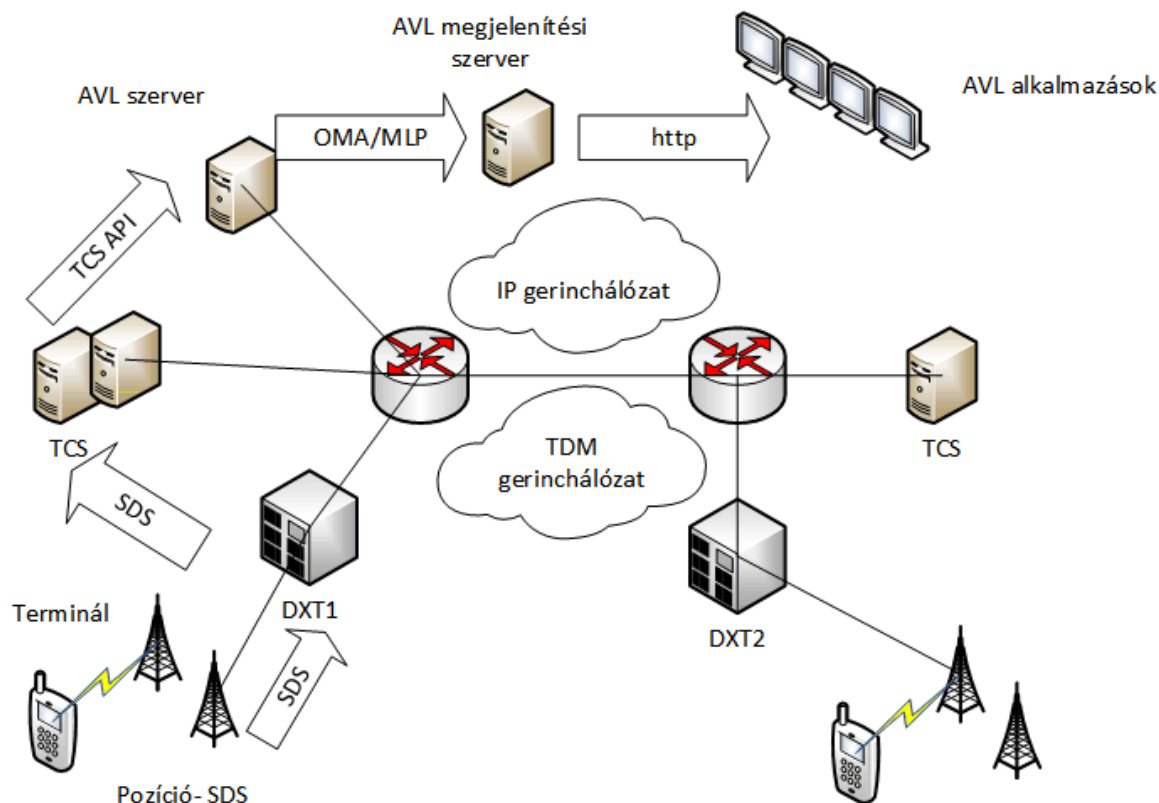 AVL megjelenítési
szerver
AVL szerver
AVL alkalmazások
OMA/MLP
http
TCS API
IP gerinchálózat
TCS
TDM
gerinchálózat
TCS
SDS
DXT1
DXT2
Terminál
SDS
Pozíció- SDS